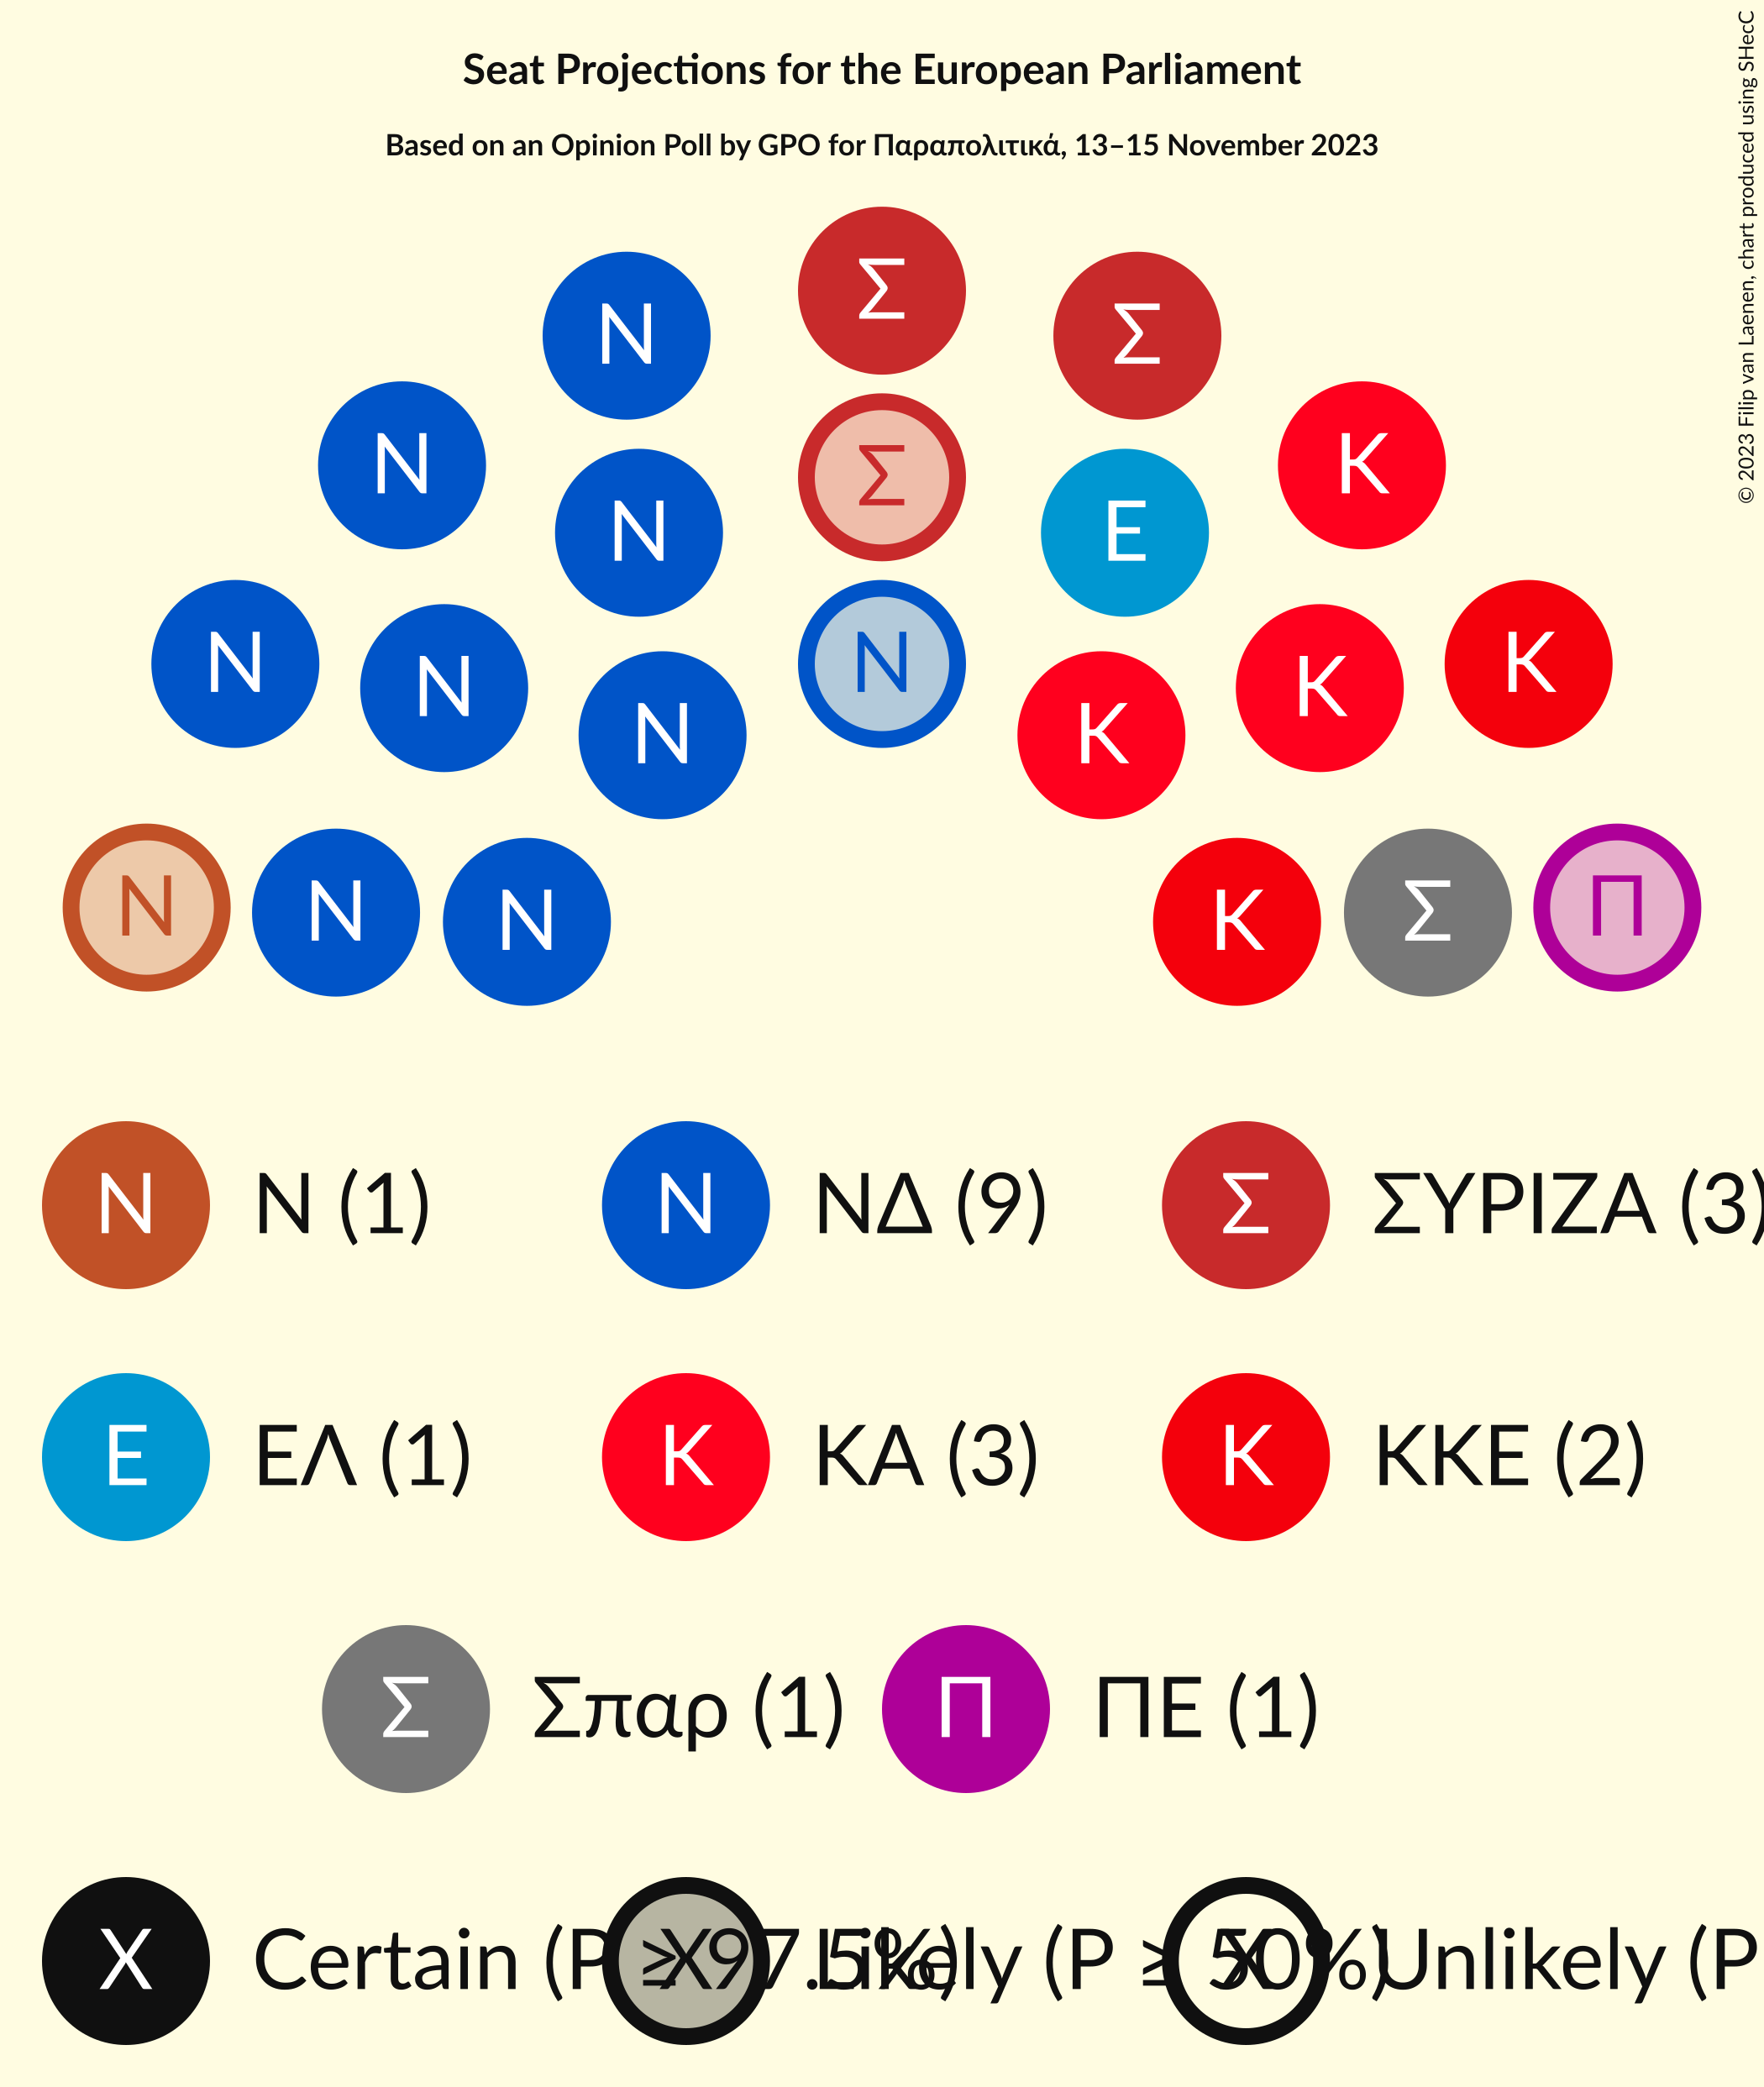 Seat Projections for the European Parliament
Based on an Opinion Poll by GPO for Παραπολιτικά, 13–15 November 2023
© 2023 Filip van Laenen, chart produced using SHecC
Σ
Ν Σ
Ν Σ Κ
Ν Ε
Ν Ν Ν Κ Κ
Ν Κ
Ν Ν Ν Κ Σ Π
Ν Ν (1) Ν ΝΔ (9) Σ ΣΥΡΙΖΑ (3)
Ε ΕΛ (1) Κ ΚΑ (3) Κ ΚΚΕ (2)
Σ Σπαρ (1) Π ΠΕ (1)
X Certain (P ≥ 97.5%) X Likely (P ≥ 50%) X Unlikely (P